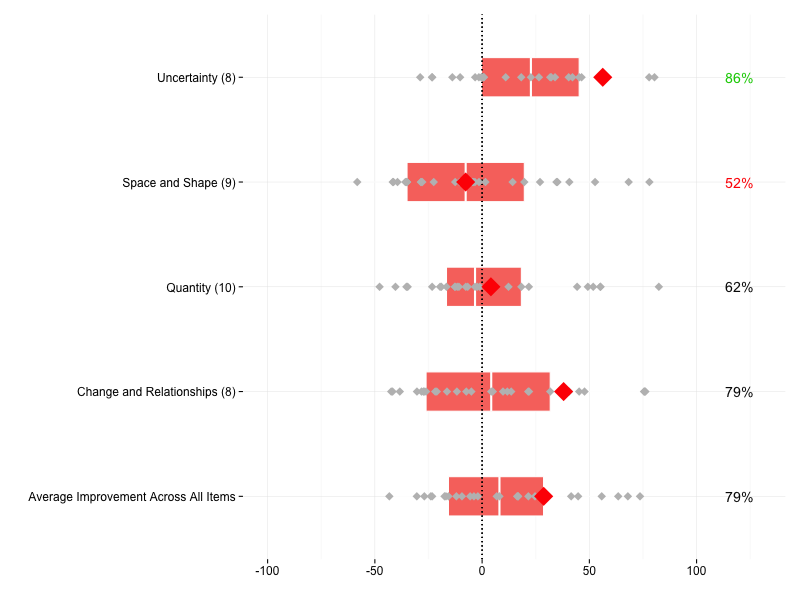 Uncertainty (8) 86%
Space and Shape (9) 52%
Quantity (10) 62%
Change and Relationships (8) 79%
Average Improvement Across All Items 79%
-100 -50 0 50 100